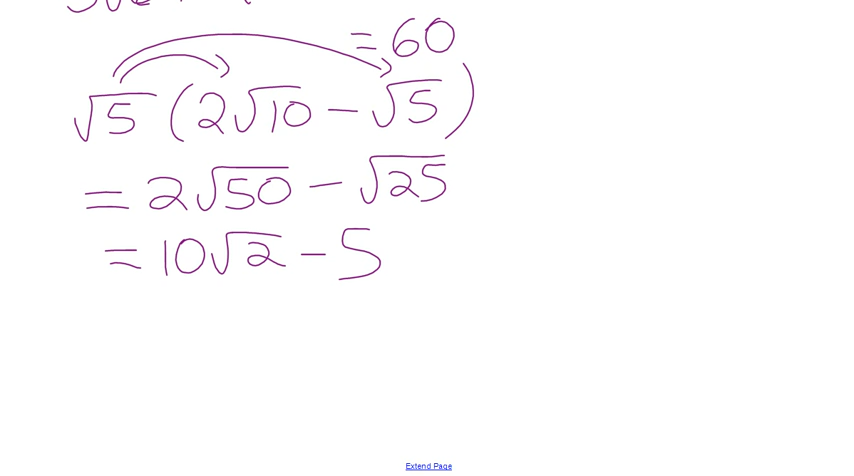 = 60
√5 (2√10 − √5)
= 2√50 − √25
= 10√2 − 5
Extend Page